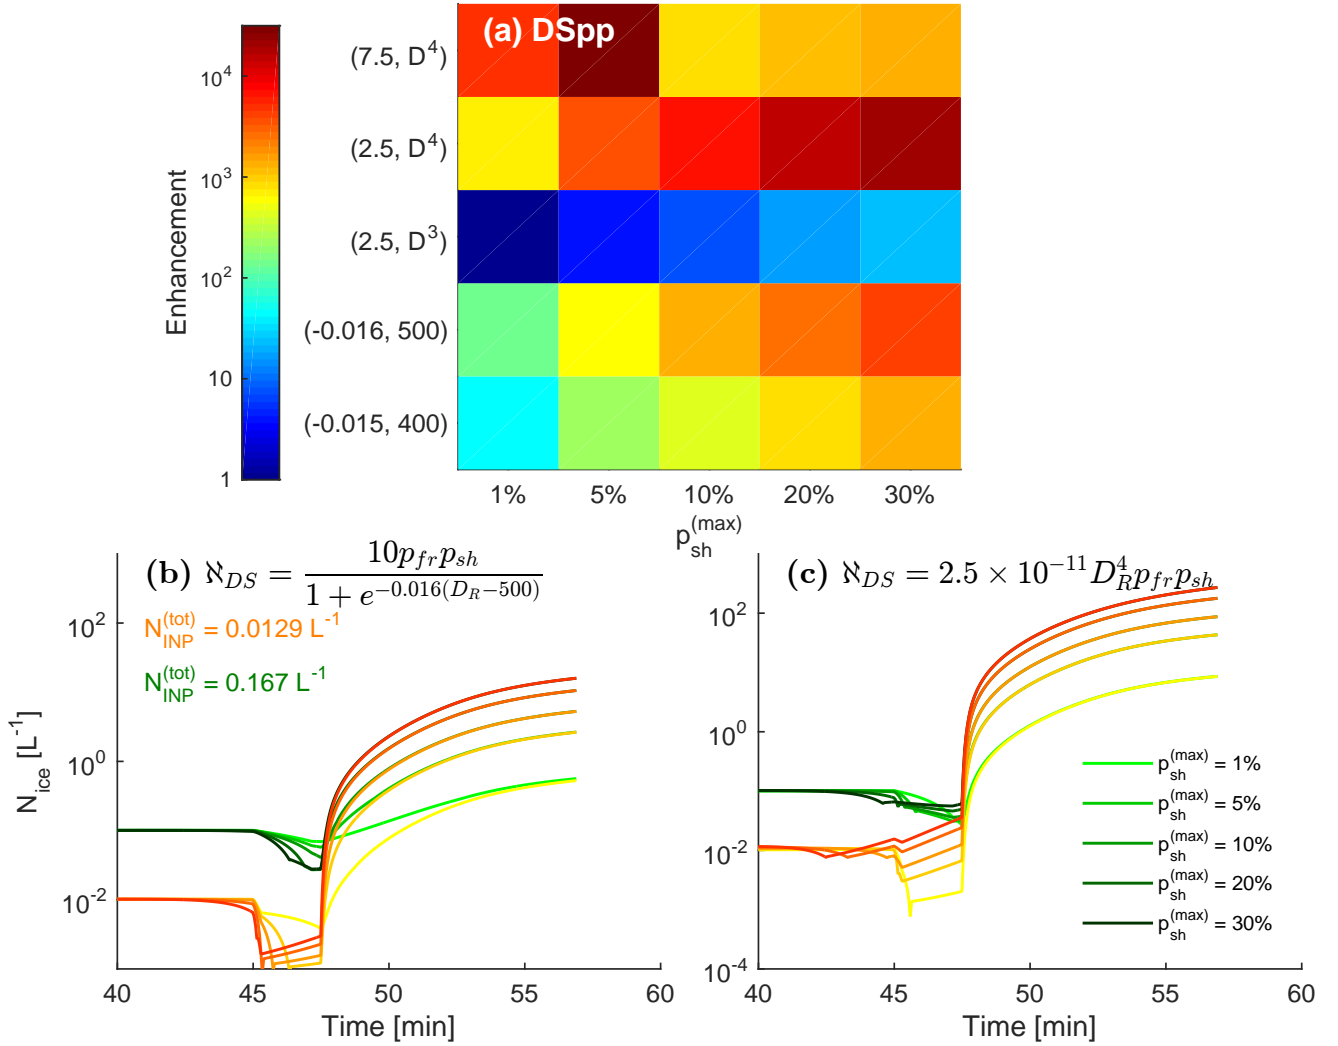 (a) DSpp
Enhancement
10^4
10^3
10^2
10
1
(7.5, D^4)
(2.5, D^4)
(2.5, D^3)
(-0.016, 500)
(-0.015, 400)
1% 5% 10% 20% 30%
p_sh^(max)
(b) ℵ_DS = 10p_fr p_sh / 1 + e^−0.016(D_R−500)
N_INP^(tot) = 0.0129 L^-1
N_INP^(tot) = 0.167 L^-1
N_ice [L^-1]
10^2
10^0
10^-2
40 45 50 55 60
Time [min]
(c) ℵ_DS = 2.5 × 10^−11 D_R^4 p_fr p_sh
10^2
10^0
10^-2
10^-4
p_sh^(max) = 1%
p_sh^(max) = 5%
p_sh^(max) = 10%
p_sh^(max) = 20%
p_sh^(max) = 30%
40 45 50 55 60
Time [min]